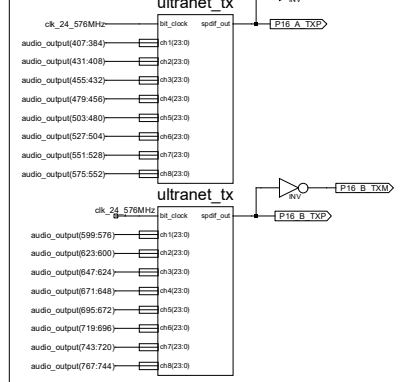 ultranet_tx
INV
clk_24_576MHz
bit_clock
spdif_out
P16_A_TXP
audio_output(407:384)
ch1(23:0)
audio_output(431:408)
ch2(23:0)
audio_output(455:432)
ch3(23:0)
audio_output(479:456)
ch4(23:0)
audio_output(503:480)
ch5(23:0)
audio_output(527:504)
ch6(23:0)
audio_output(551:528)
ch7(23:0)
audio_output(575:552)
ch8(23:0)
ultranet_tx
INV
P16_B_TXM
clk_24_576MHz
bit_clock
spdif_out
P16_B_TXP
audio_output(599:576)
ch1(23:0)
audio_output(623:600)
ch2(23:0)
audio_output(647:624)
ch3(23:0)
audio_output(671:648)
ch4(23:0)
audio_output(695:672)
ch5(23:0)
audio_output(719:696)
ch6(23:0)
audio_output(743:720)
ch7(23:0)
audio_output(767:744)
ch8(23:0)